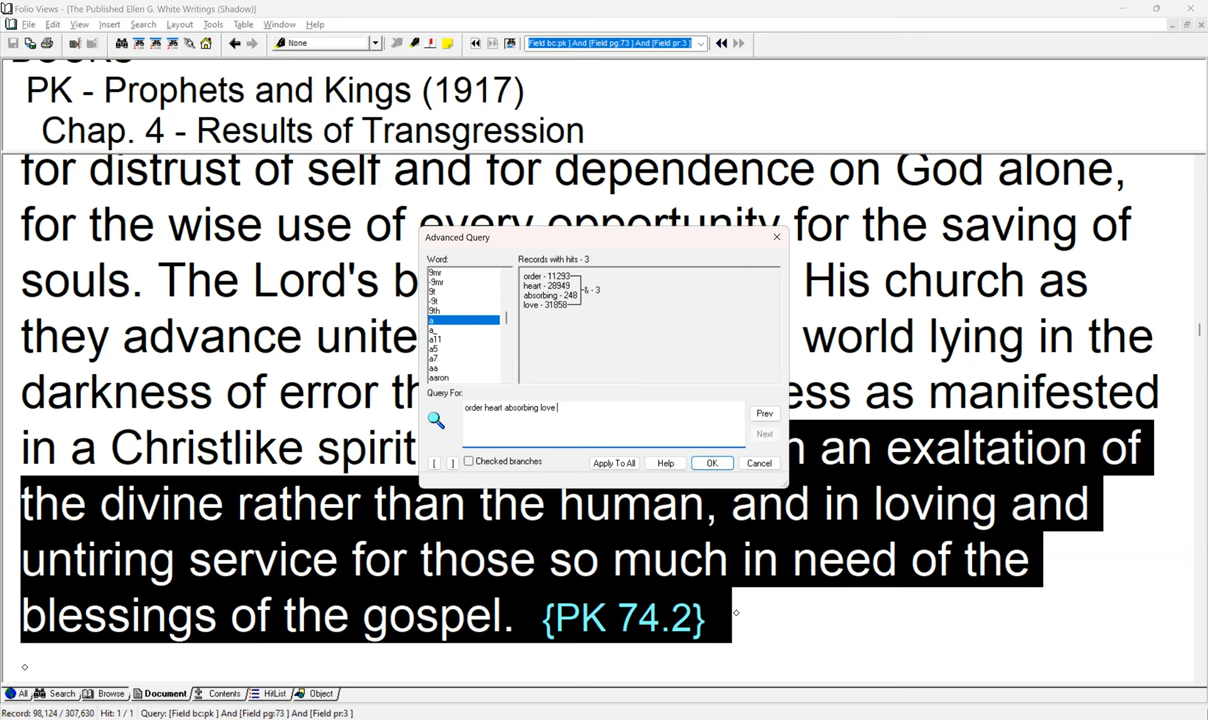 Folio Views - [The Published Ellen G. White Writings (Shadow)]
File Edit View Insert Search Layout Tools Table Window Help
None
[Field bc:pk ] And [Field pg:73 ] And [Field pr:3 ]
PK - Prophets and Kings (1917)
Chap. 4 - Results of Transgression
for distrust of self and for dependence on God alone,
for the wise use of every opportunity for the saving of
souls. The Lord's b His church as
they advance unite world lying in the
darkness of error th ess as manifested
in a Christlike spirit an exaltation of
the divine rather than the human, and in loving and
untiring service for those so much in need of the
blessings of the gospel. {PK 74.2}
Advanced Query
Word:
9mr
-9mr
9t
-9t
9th
a
a_
a11
a5
a7
aa
aaron
Records with hits - 3
order - 11293
heart - 28949
absorbing - 248
love - 31858
& - 3
Query For:
order heart absorbing love
Prev
Next
[ ] Checked branches Apply To All Help OK Cancel
All Search Browse Document Contents HitList Object
Record: 98,124 / 307,630 Hit: 1 / 1 Query: [Field bc:pk ] And [Field pg:73 ] And [Field pr:3 ]